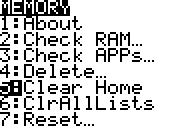 MEMORY
1:About
2:Check RAM…
3:Check APPs…
4:Delete…
5:Clear Home
6:ClrAllLists
7:Reset…